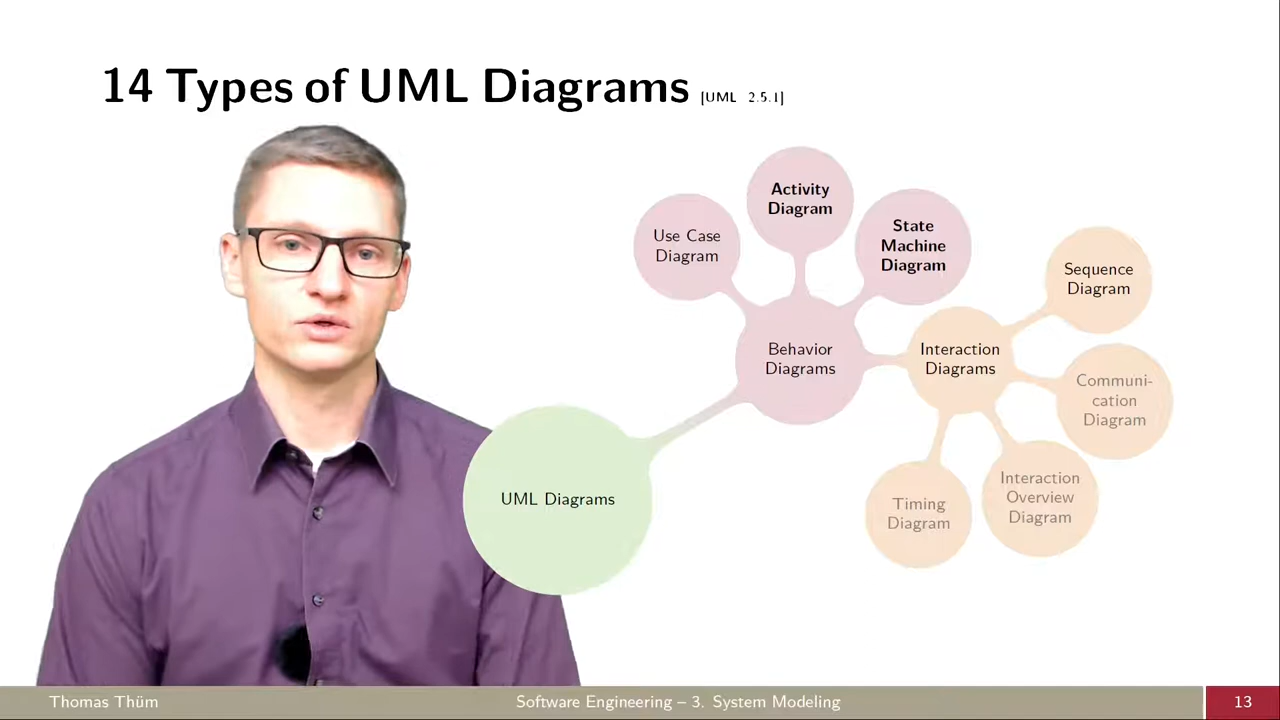 14 Types of UML Diagrams [UML 2.5.1]
Activity
Diagram
Use Case
Diagram
State
Machine
Diagram
Sequence
Diagram
Behavior
Diagrams
Interaction
Diagrams
Communi-
cation
Diagram
UML Diagrams
Timing
Diagram
Interaction
Overview
Diagram
Thomas Thüm
Software Engineering – 3. System Modeling
13